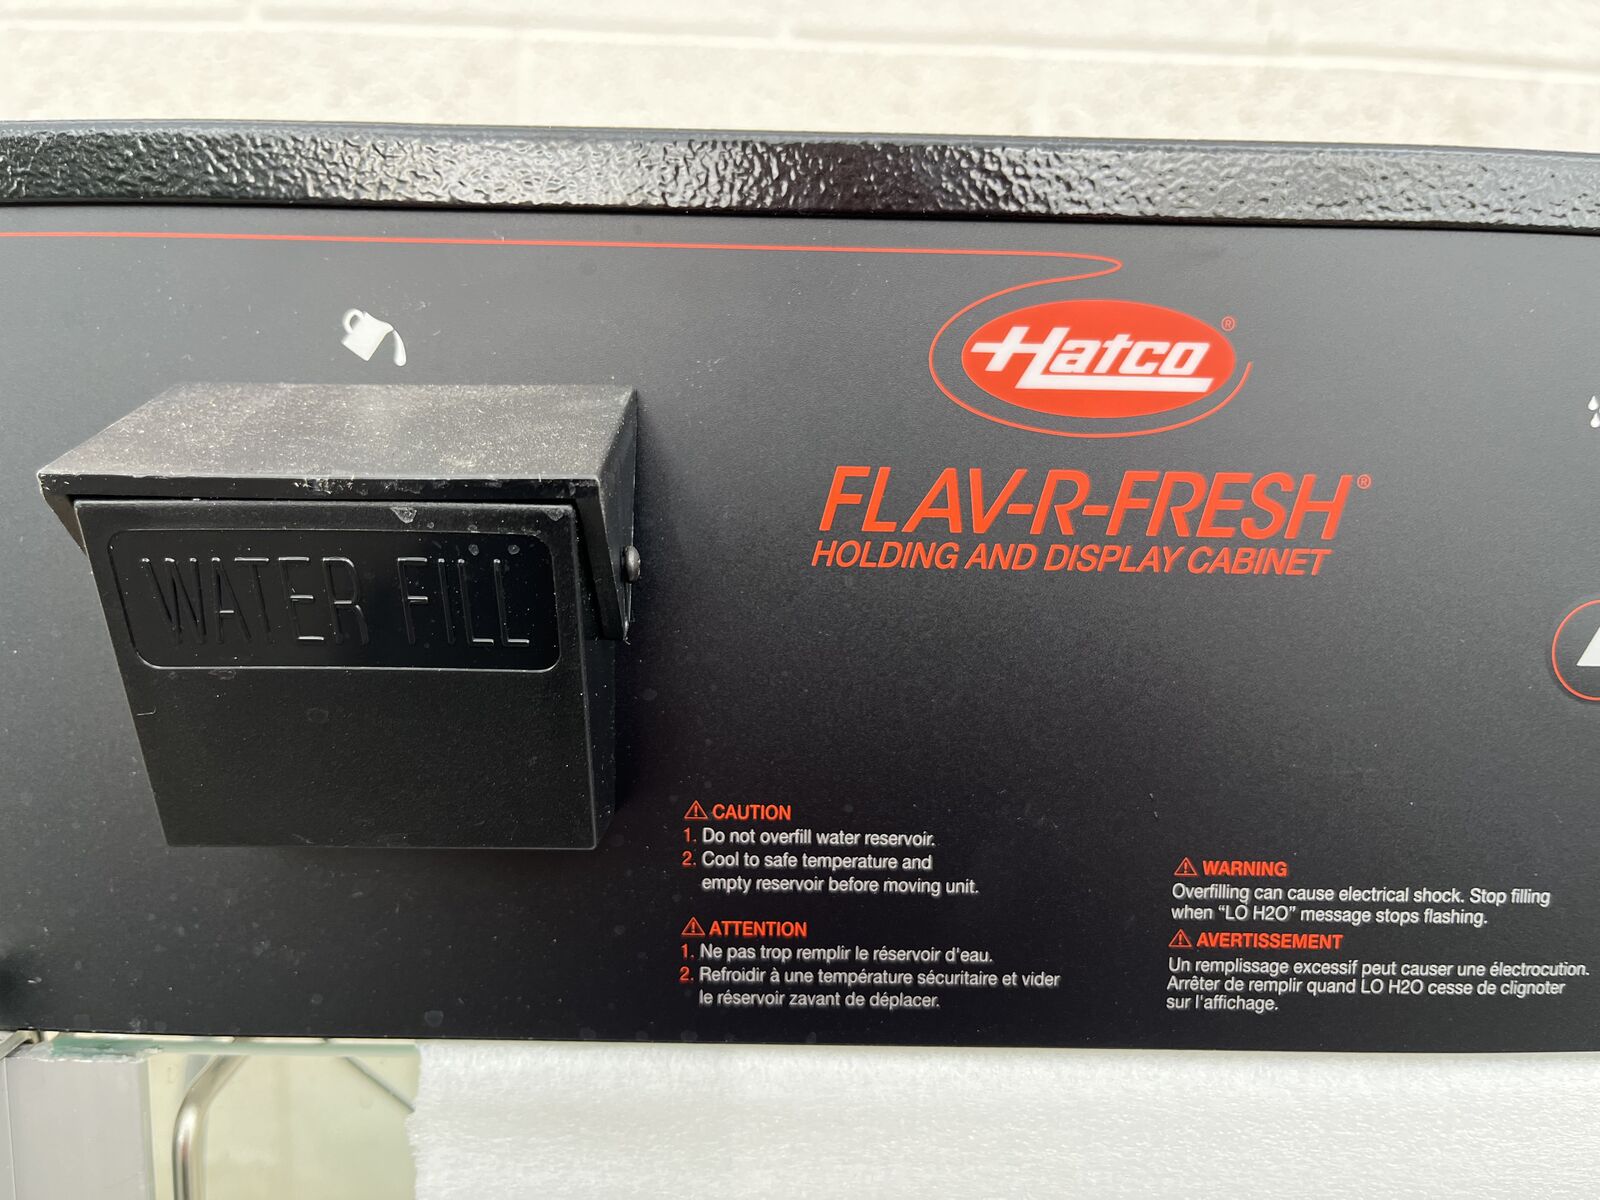 Hatco®
FLAV-R-FRESH®
HOLDING AND DISPLAY CABINET
WATER FILL
⚠ CAUTION
1. Do not overfill water reservoir.
2. Cool to safe temperature and
empty reservoir before moving unit.
⚠ ATTENTION
1. Ne pas trop remplir le réservoir d'eau.
2. Refroidir à une température sécuritaire et vider
le réservoir zavant de déplacer.
⚠ WARNING
Overfilling can cause electrical shock. Stop filling
when “LO H2O” message stops flashing.
⚠ AVERTISSEMENT
Un remplissage excessif peut causer une électrocution.
Arrêter de remplir quand LO H2O cesse de clignoter
sur l'affichage.